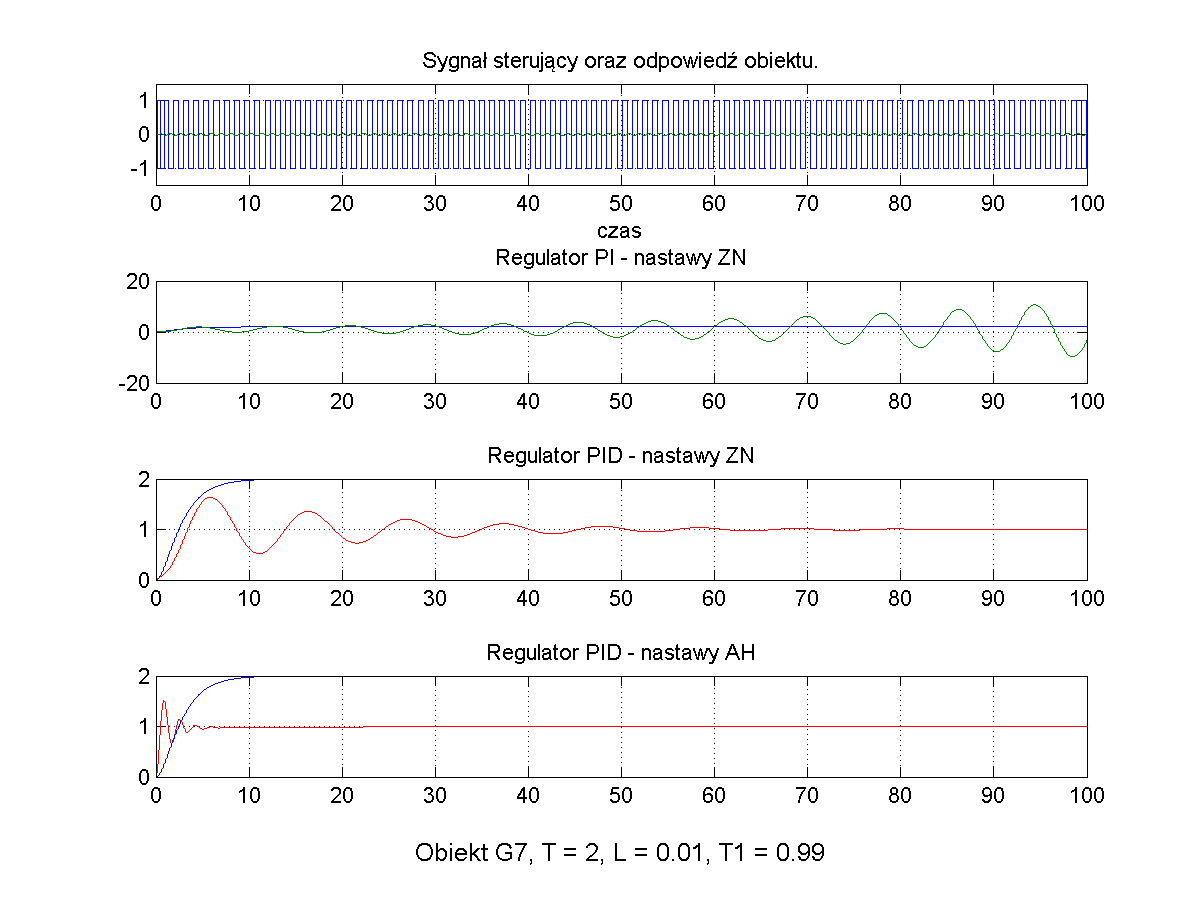 Sygnał sterujący oraz odpowiedź obiektu.
1
0
-1
0 10 20 30 40 50 60 70 80 90 100
czas
Regulator PI - nastawy ZN
20
0
-20
0 10 20 30 40 50 60 70 80 90 100
Regulator PID - nastawy ZN
2
1
0
0 10 20 30 40 50 60 70 80 90 100
Regulator PID - nastawy AH
2
1
0
0 10 20 30 40 50 60 70 80 90 100
Obiekt G7, T = 2, L = 0.01, T1 = 0.99